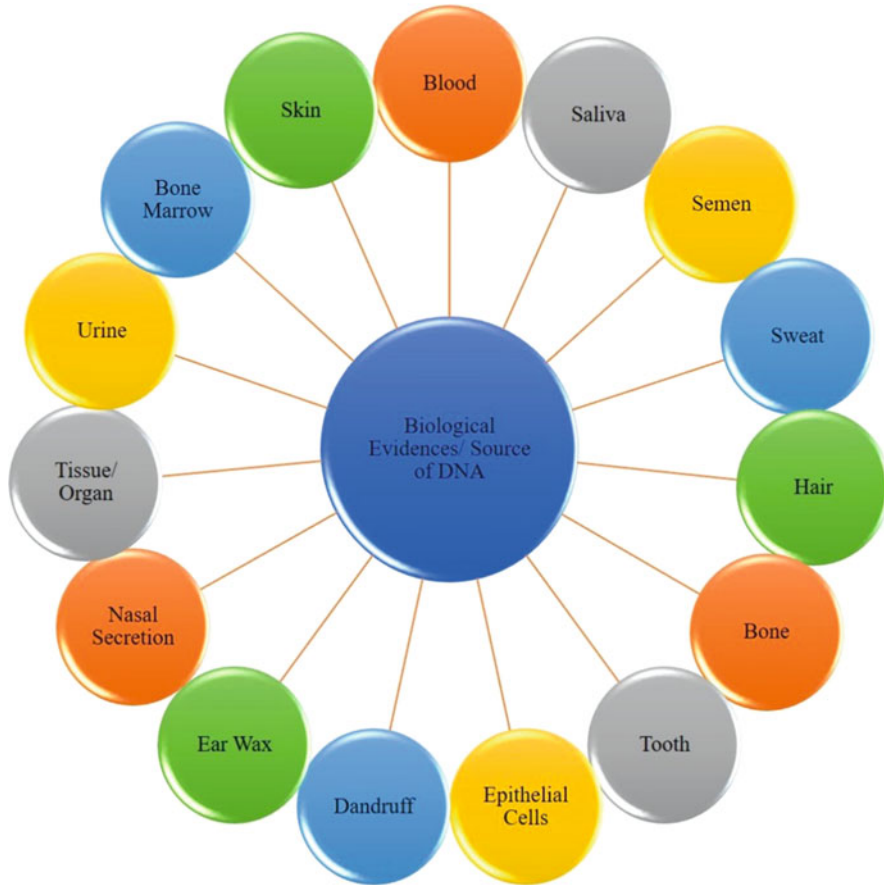 Blood
Saliva
Semen
Sweat
Hair
Bone
Tooth
Epithelial
Cells
Dandruff
Ear Wax
Nasal
Secretion
Tissue/
Organ
Urine
Bone
Marrow
Skin
Biological
Evidences/ Source
of DNA